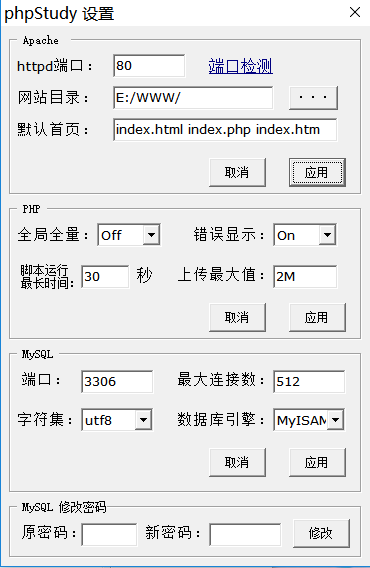 phpStudy 设置
Apache
httpd端口: 80 端口检测
网站目录: E:/WWW/ ...
默认首页: index.html index.php index.htm
取消 应用
PHP
全局全量: Off 错误显示: On
脚本运行
最长时间: 30 秒 上传最大值: 2M
取消 应用
MySQL
端口: 3306 最大连接数: 512
字符集: utf8 数据库引擎: MyISAM
取消 应用
MySQL 修改密码
原密码: 新密码: 修改